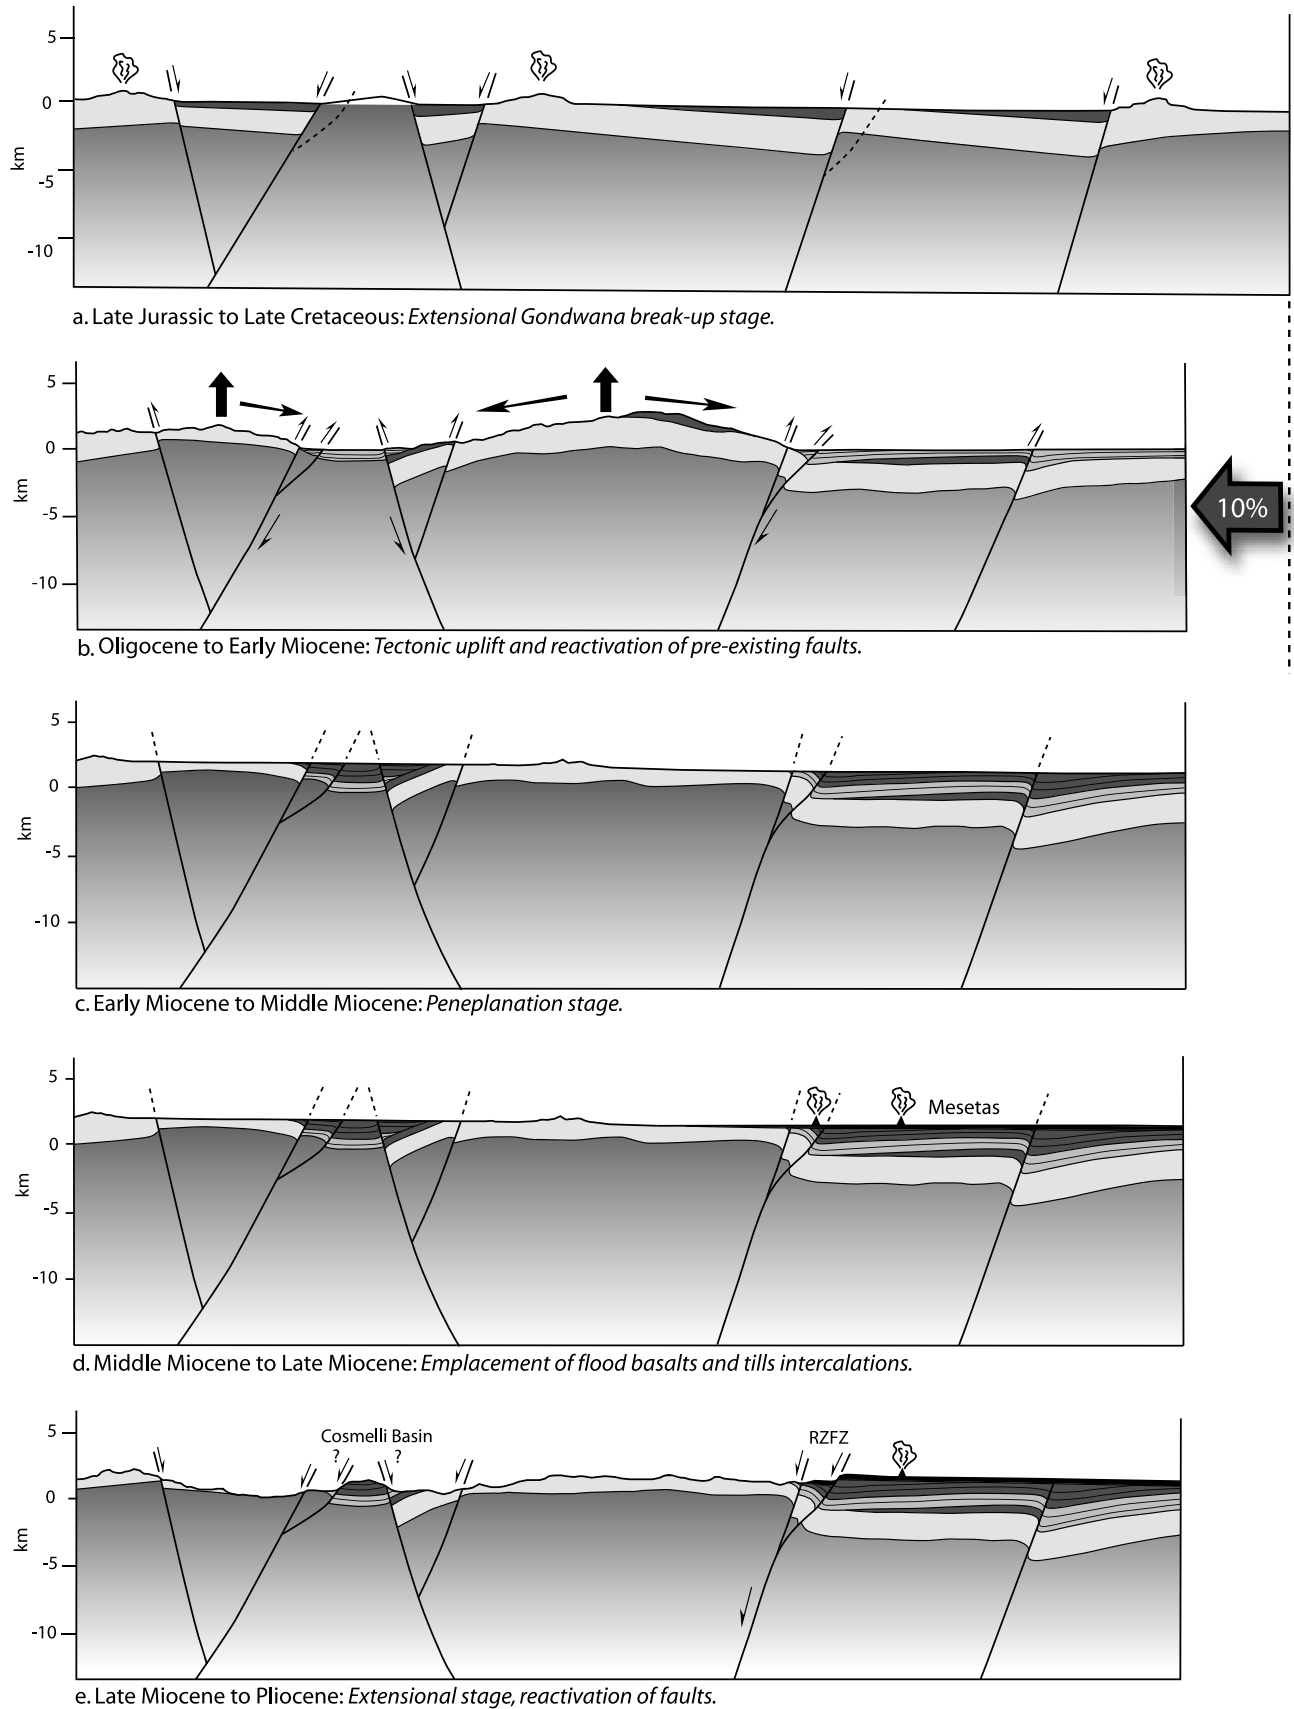 5
0
-5
-10
km
a. Late Jurassic to Late Cretaceous: Extensional Gondwana break-up stage.
5
0
-5
-10
km
10%
b. Oligocene to Early Miocene: Tectonic uplift and reactivation of pre-existing faults.
5
0
-5
-10
km
c. Early Miocene to Middle Miocene: Peneplanation stage.
5
0
-5
-10
km
Mesetas
d. Middle Miocene to Late Miocene: Emplacement of flood basalts and tills intercalations.
5
0
-5
-10
km
Cosmelli Basin
? ?
RZFZ
e. Late Miocene to Pliocene: Extensional stage, reactivation of faults.